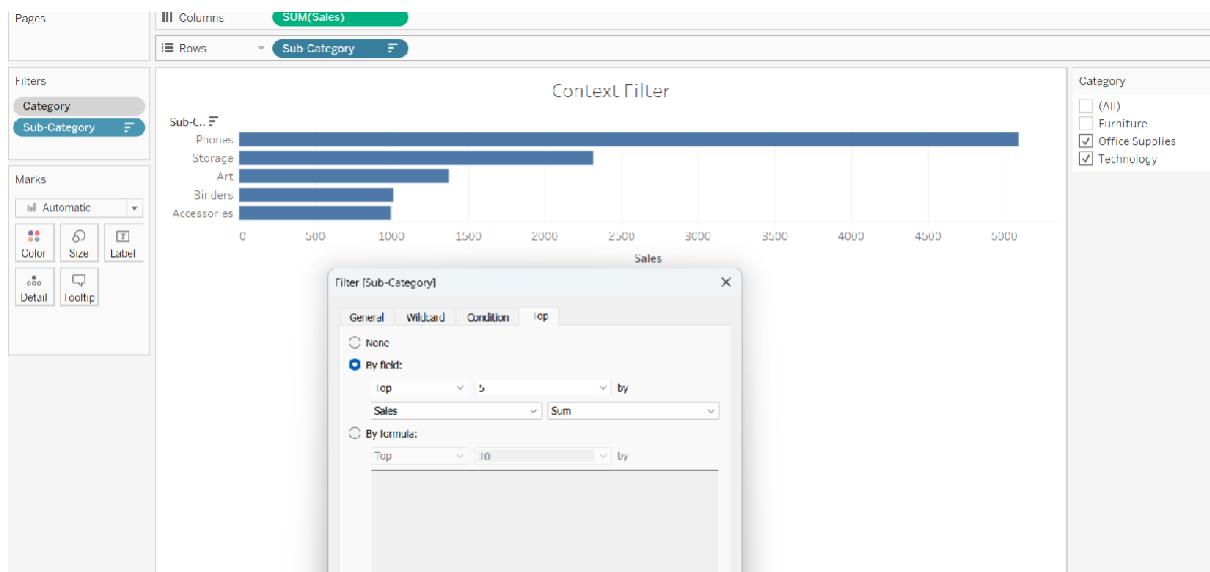 Pages
Columns
SUM(Sales)
Rows
Sub-Category
Filters
Category
Sub-Category
Marks
Automatic
Color
Size
Label
Detail
Tooltip
Context Filter
Sub-C..
Phones
Storage
Art
Binders
Accessories
0 500 1000 1500 2000 2500 3000 3500 4000 4500 5000
Sales
Category
(All)
Furniture
Office Supplies
Technology
Filter [Sub-Category]
General Wildcard Condition Top
None
By field:
Top 5 by
Sales Sum
By formula:
Top 10 by